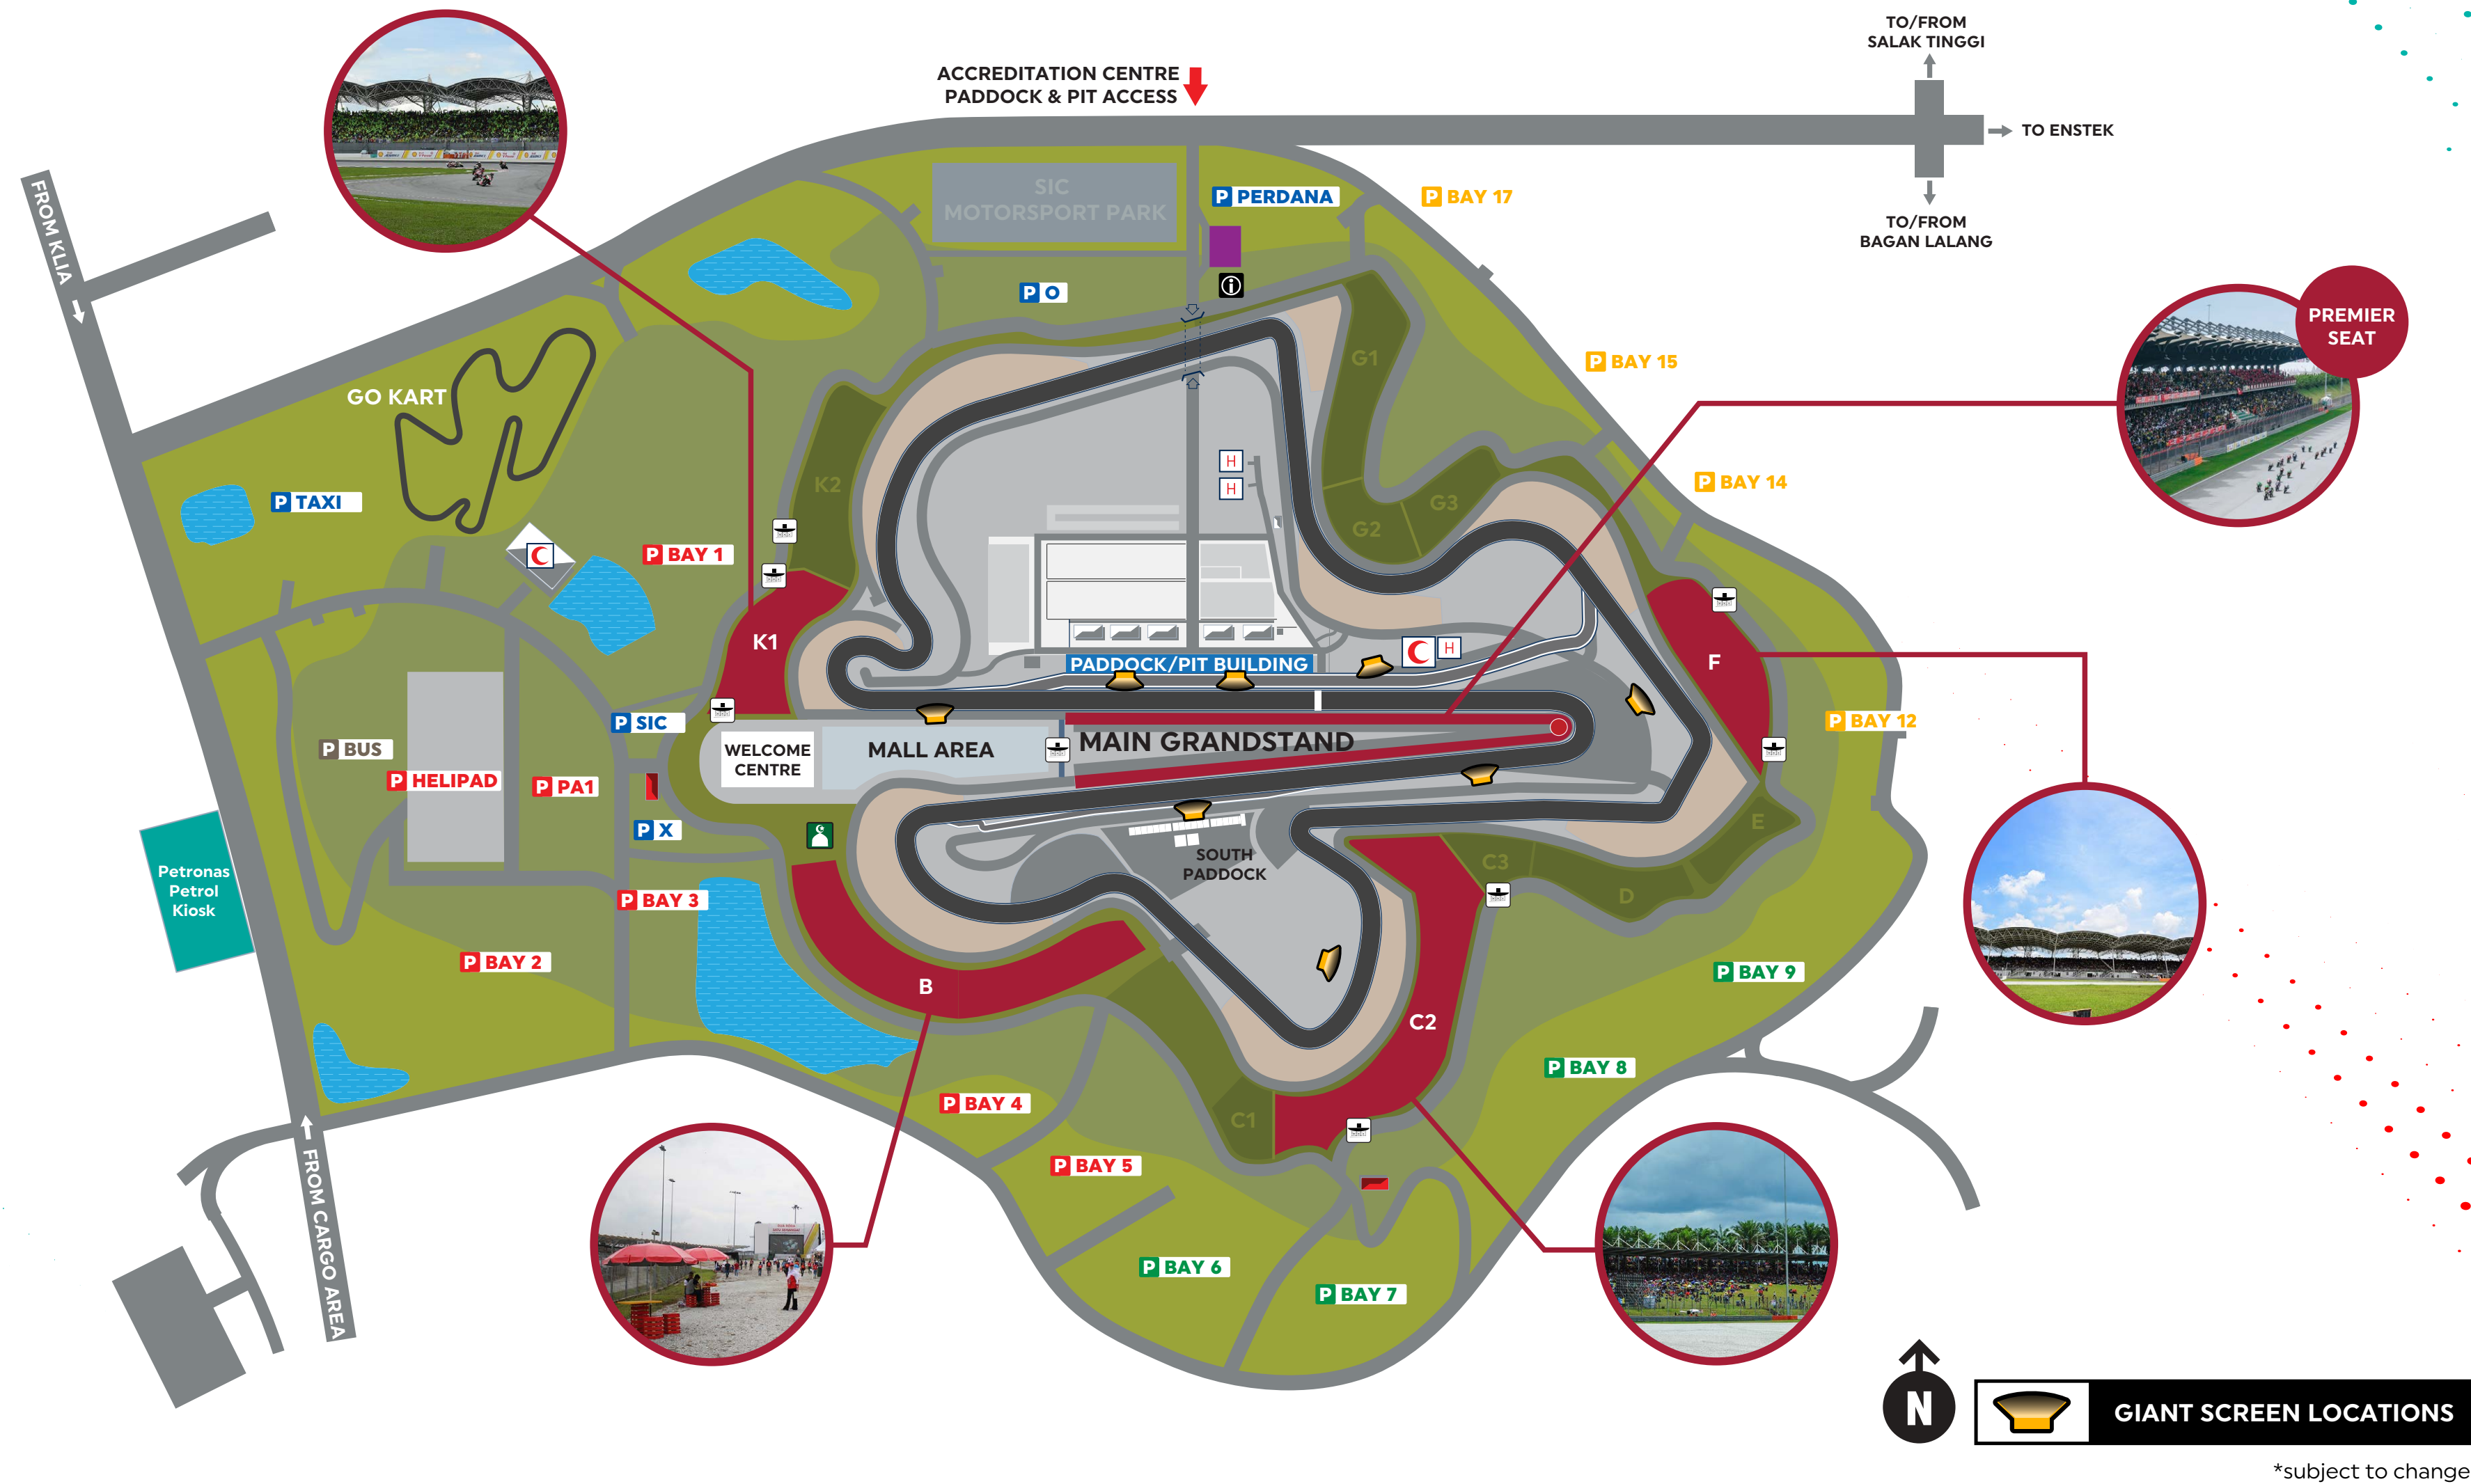 TO/FROM
SALAK TINGGI
ACCREDITATION CENTRE
PADDOCK & PIT ACCESS
TO ENSTEK
TO/FROM
BAGAN LALANG
FROM KLIA
SIC
MOTORSPORT PARK
P PERDANA
P BAY 17
P O
i
PREMIER
SEAT
G1
P BAY 15
GO KART
K2
H
H
P BAY 14
P TAXI
G3
G2
P BAY 1
K1
PADDOCK/PIT BUILDING
H
F
P SIC
P BAY 12
P BUS
WELCOME
CENTRE
MALL AREA
MAIN GRANDSTAND
P HELIPAD
P PA1
P X
E
SOUTH
PADDOCK
C3
Petronas
Petrol
Kiosk
P BAY 3
D
P BAY 2
P BAY 9
B
C2
P BAY 8
P BAY 4
C1
P BAY 5
FROM CARGO AREA
P BAY 6
P BAY 7
N
GIANT SCREEN LOCATIONS
*subject to change